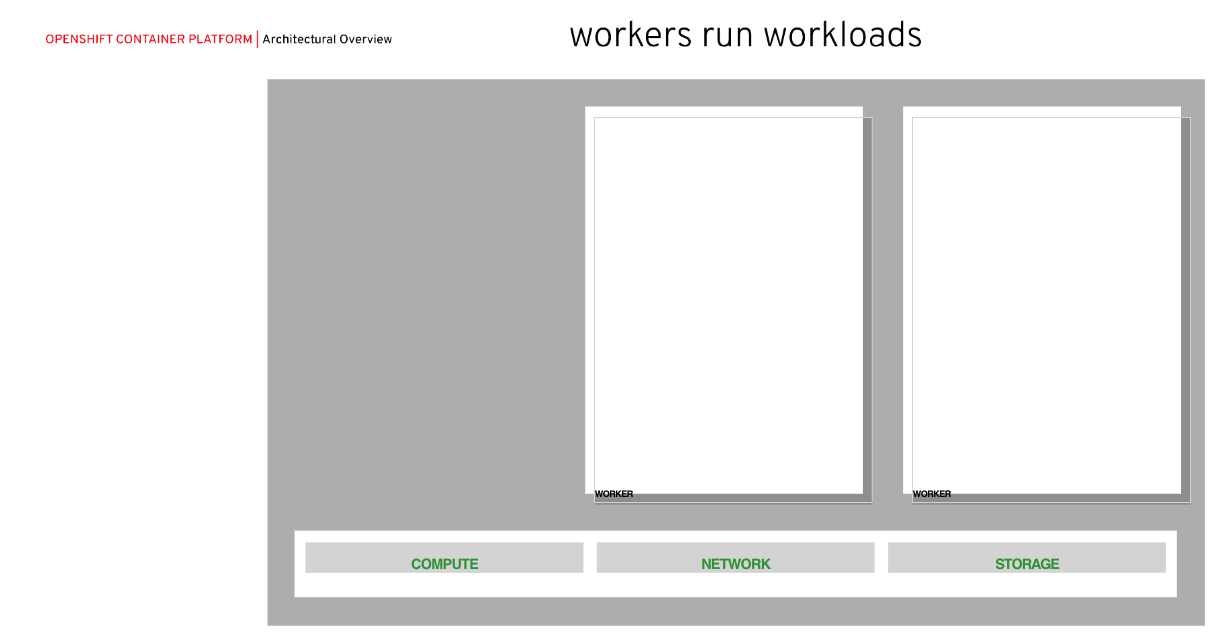 OPENSHIFT CONTAINER PLATFORM | Architectural Overview
workers run workloads
WORKER
WORKER
COMPUTE
NETWORK
STORAGE